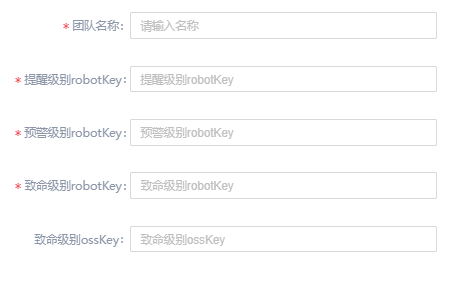 * 团队名称： 请输入名称
* 提醒级别robotKey： 提醒级别robotKey
* 预警级别robotKey： 预警级别robotKey
* 致命级别robotKey： 致命级别robotKey
致命级别ossKey： 致命级别ossKey